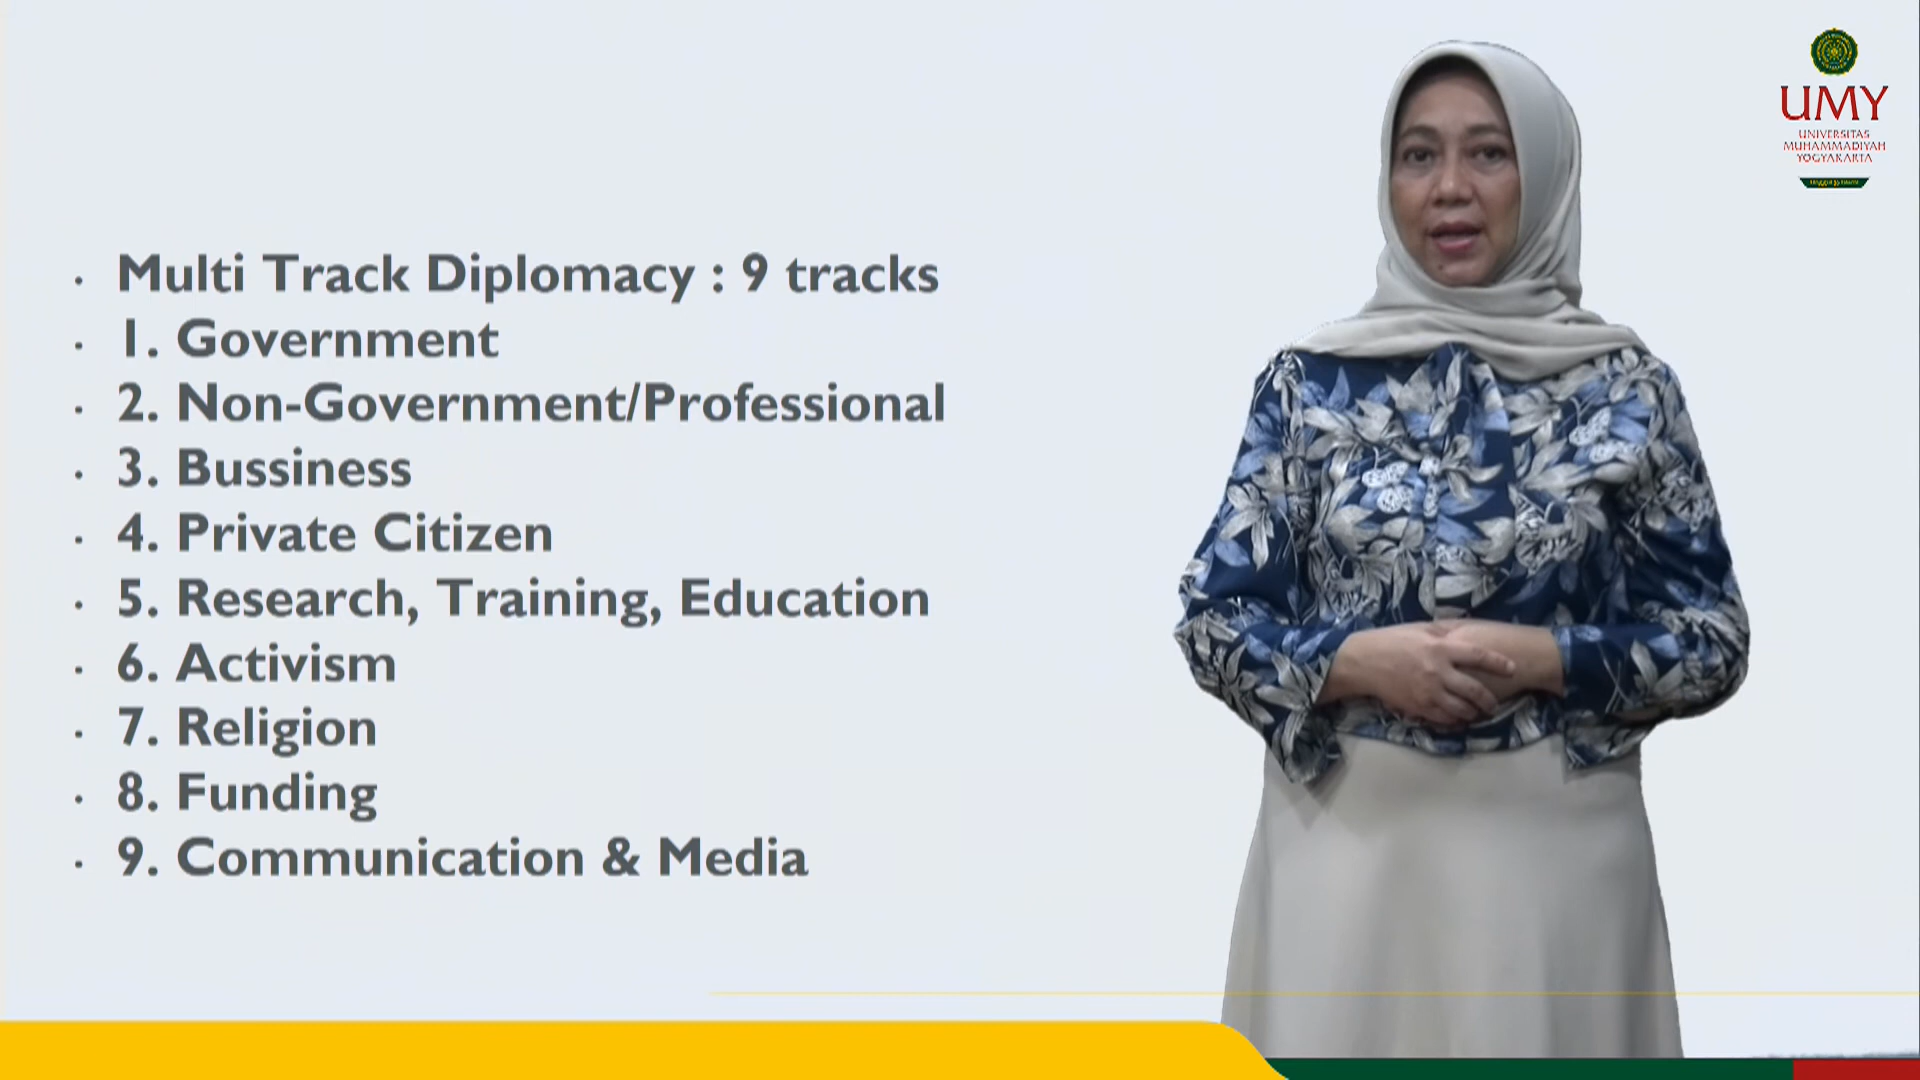 Multi Track Diplomacy : 9 tracks
1. Government
2. Non-Government/Professional
3. Bussiness
4. Private Citizen
5. Research, Training, Education
6. Activism
7. Religion
8. Funding
9. Communication & Media
UMY
UNIVERSITAS
MUHAMMADIYAH
YOGYAKARTA